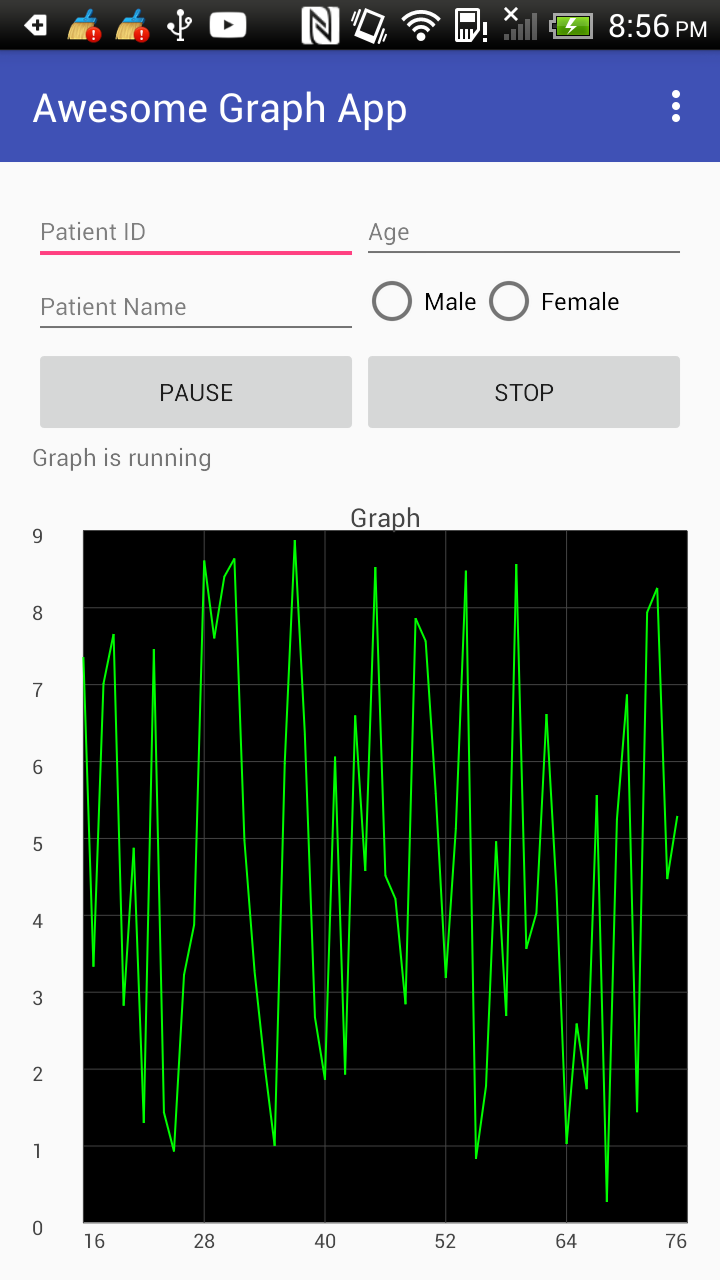 8:56 PM
Awesome Graph App
Patient ID Age
Patient Name Male Female
PAUSE STOP
Graph is running
Graph
9
8
7
6
5
4
3
2
1
0
16 28 40 52 64 76